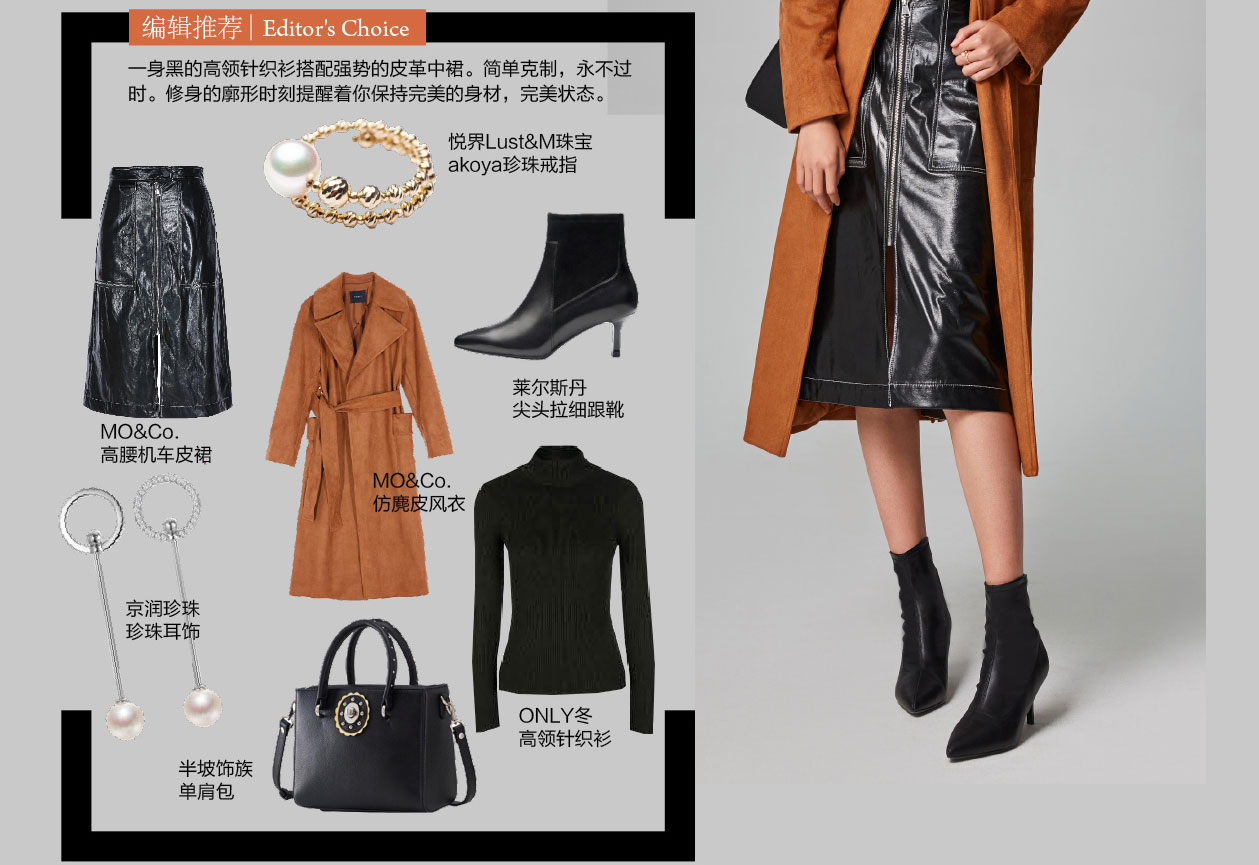 编辑推荐 | Editor's Choice
一身黑的高领针织衫搭配强势的皮革中裙。简单克制，永不过
时。修身的廓形时刻提醒着你保持完美的身材，完美状态。
悦界Lust&M珠宝
akoya珍珠戒指
莱尔斯丹
尖头拉细跟靴
MO&Co.
高腰机车皮裙
MO&Co.
仿麂皮风衣
京润珍珠
珍珠耳饰
ONLY冬
高领针织衫
半坡饰族
单肩包